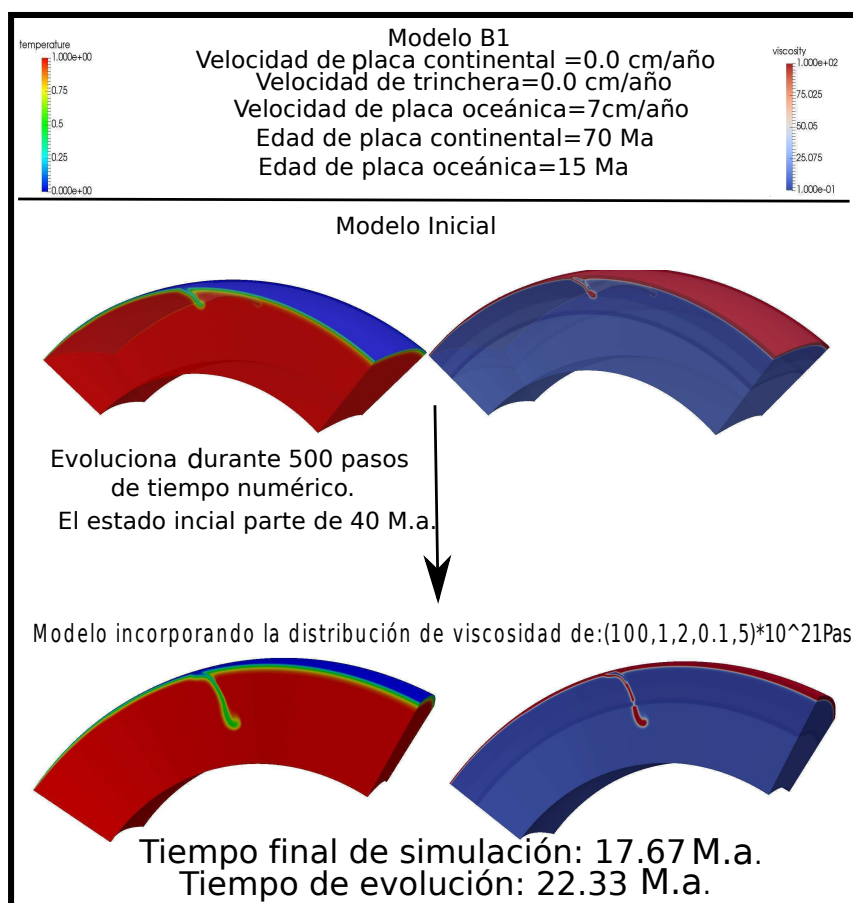 Modelo B1
temperature
viscosity
Velocidad de placa continental =0.0 cm/año
Velocidad de trinchera=0.0 cm/año
Velocidad de placa oceánica=7cm/año
Edad de placa continental=70 Ma
Edad de placa oceánica=15 Ma
1.000e+00
0.75
0.5
0.25
0.000e+00
1.000e+02
75.025
50.05
25.075
1.000e-01
Modelo Inicial
Evoluciona durante 500 pasos
de tiempo numérico.
El estado incial parte de 40 M.a.
Modelo incorporando la distribución de viscosidad de:(100,1,2,0.1,5)*10^21Pas
Tiempo final de simulación: 17.67 M.a.
Tiempo de evolución: 22.33 M.a.